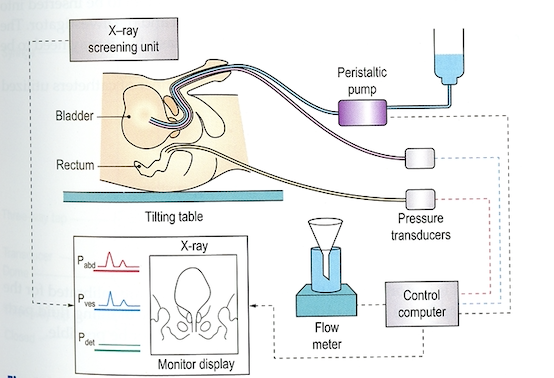 X–ray
screening unit
Peristaltic
pump
Bladder
Rectum
Tilting table
Pressure
transducers
X-ray
Pabd
Pves
Pdet
Monitor display
Flow
meter
Control
computer